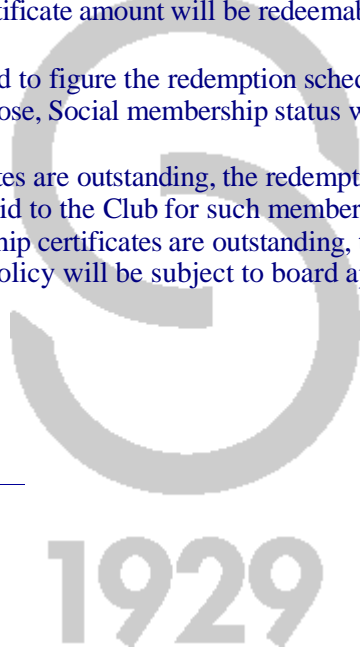 tificate amount will be redeemab
d to figure the redemption sched
ose, Social membership status w
tes are outstanding, the redempt
id to the Club for such member
hip certificates are outstanding,
olicy will be subject to board a
1929